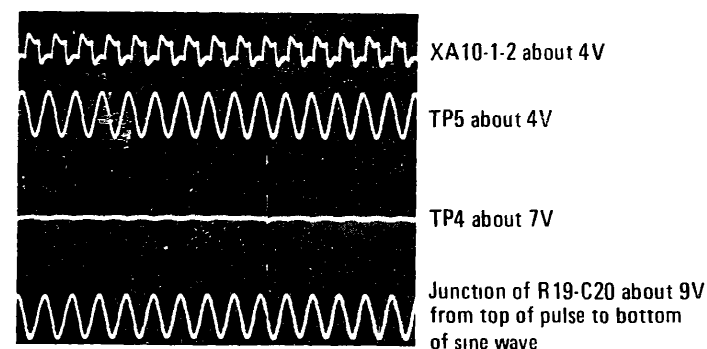 XA10-1-2 about 4V
TP5 about 4V
TP4 about 7V
Junction of R19-C20 about 9V
from top of pulse to bottom
of sine wave